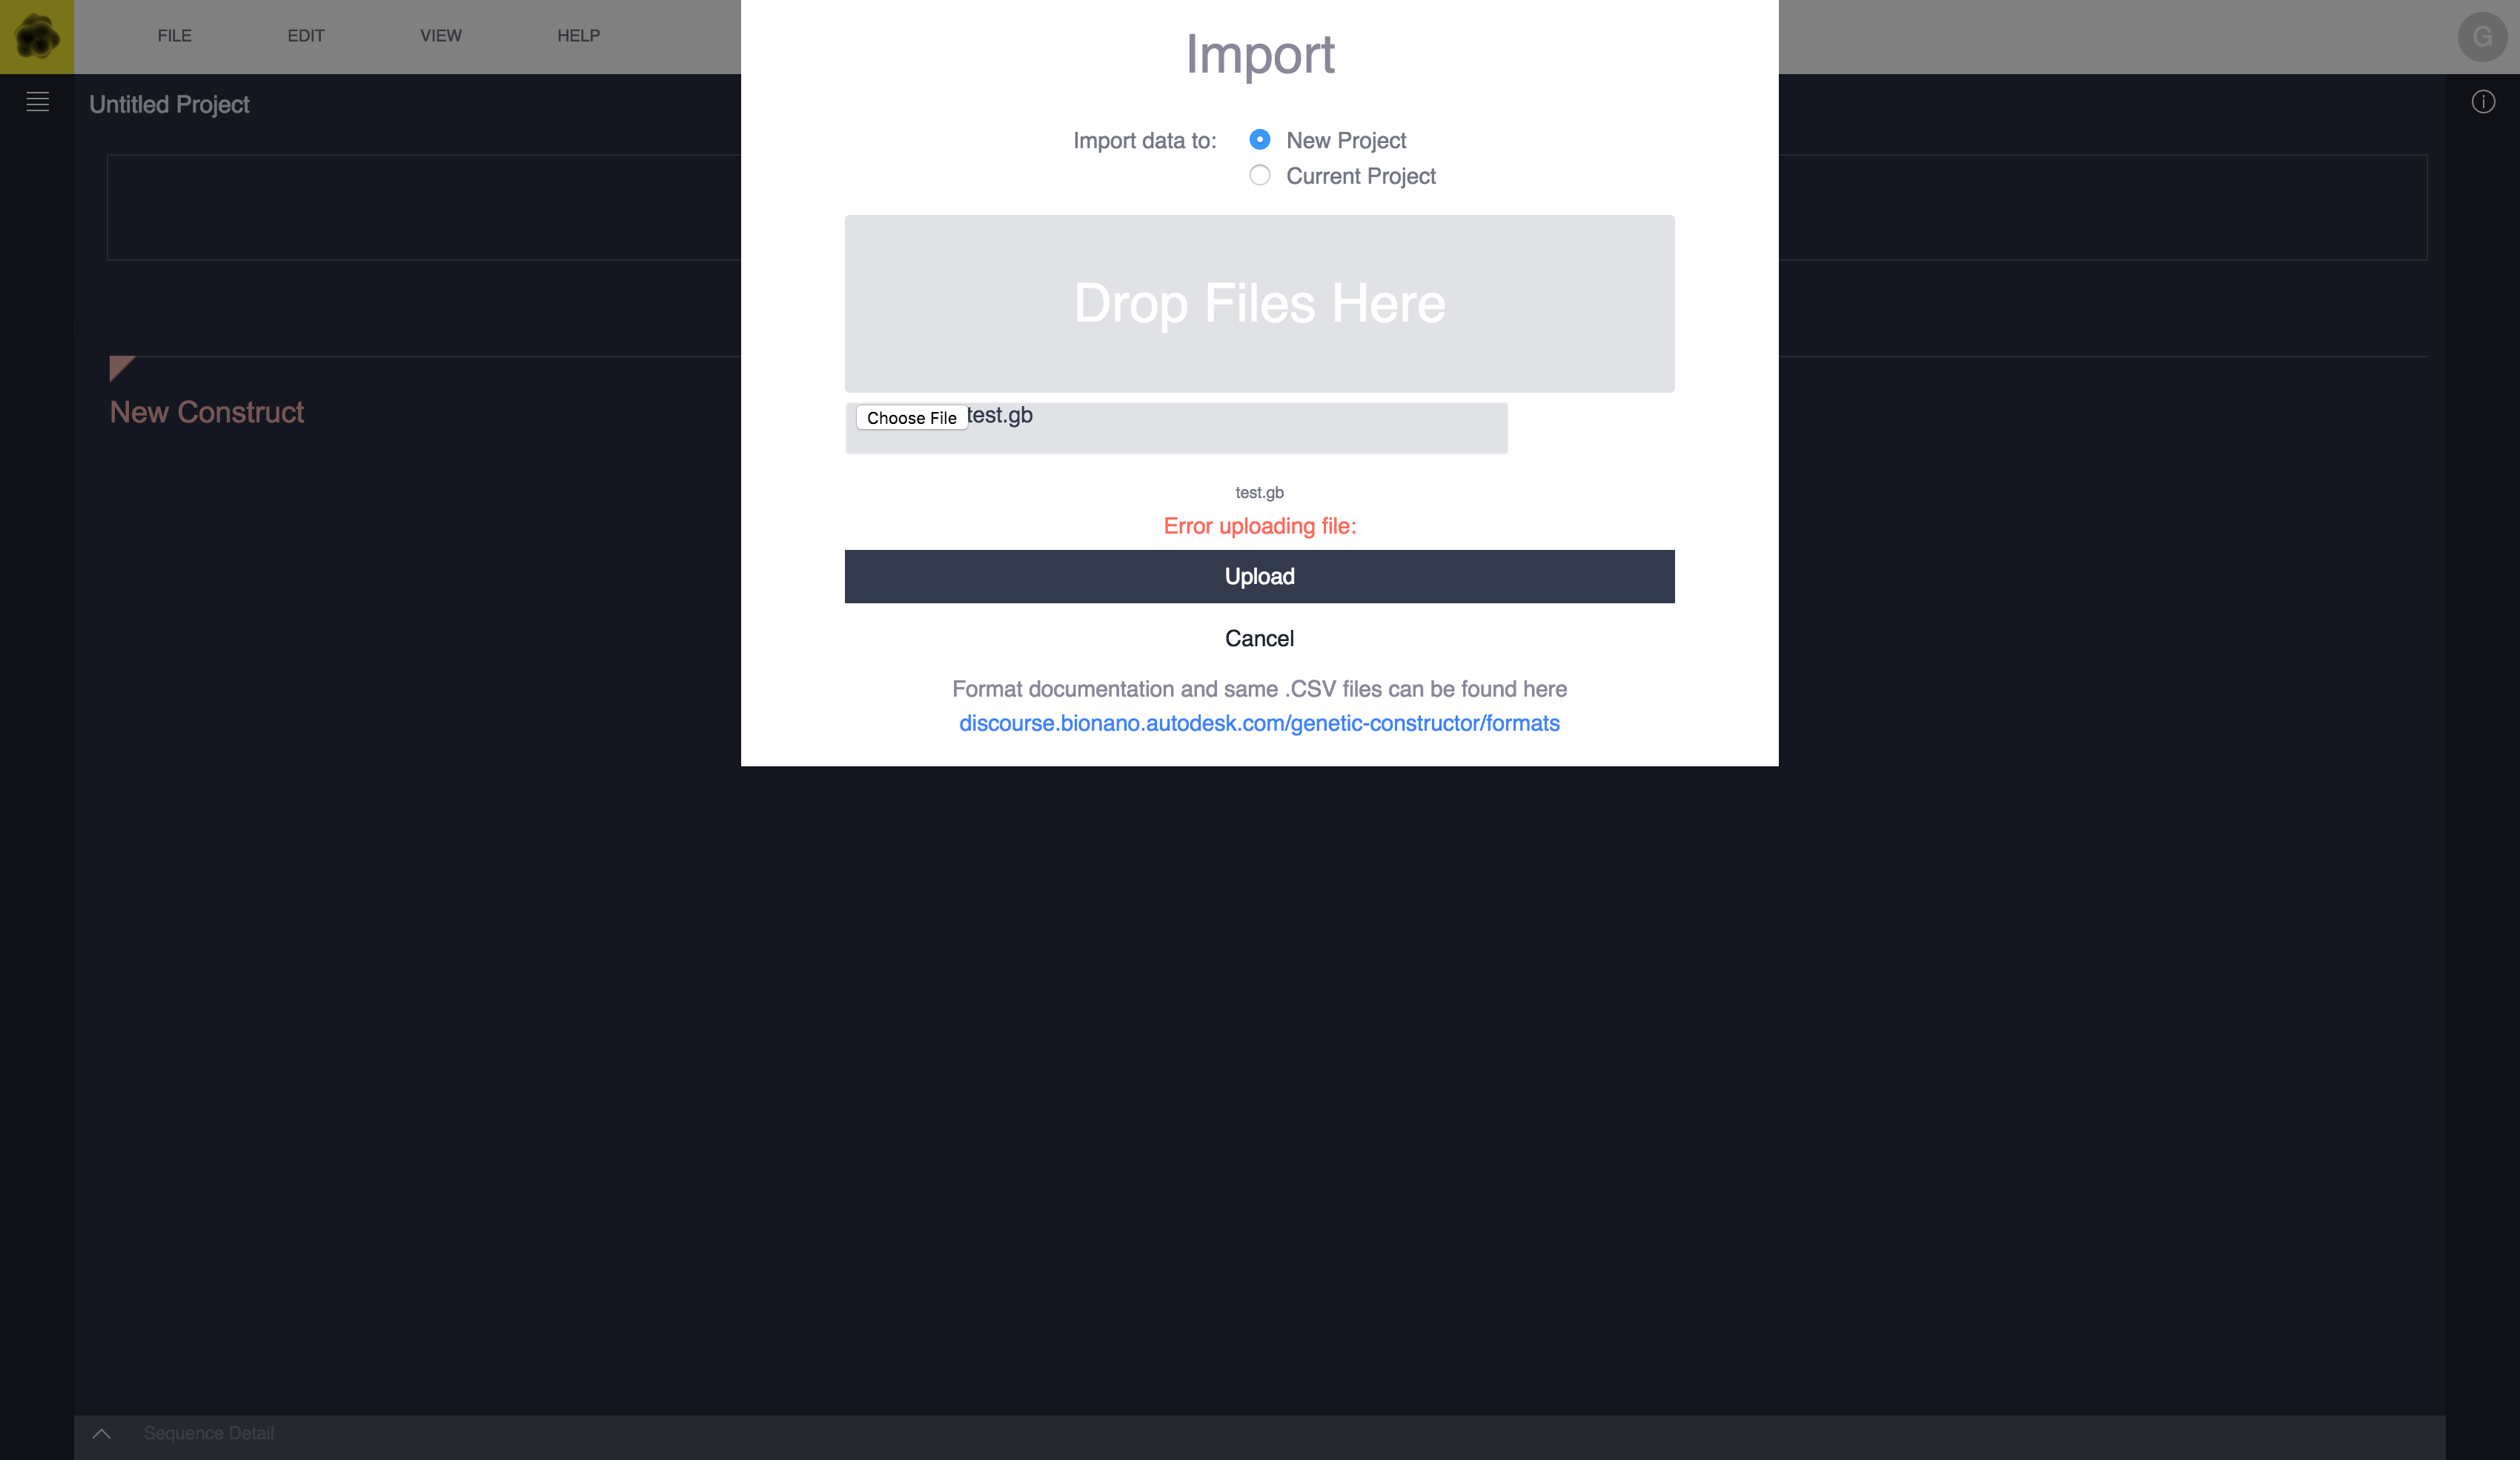 FILE EDIT VIEW HELP
G
Untitled Project
New Construct
Import
Import data to: New Project
Current Project
Drop Files Here
Choose File test.gb
test.gb
Error uploading file:
Upload
Cancel
Format documentation and same .CSV files can be found here
discourse.bionano.autodesk.com/genetic-constructor/formats
Sequence Detail